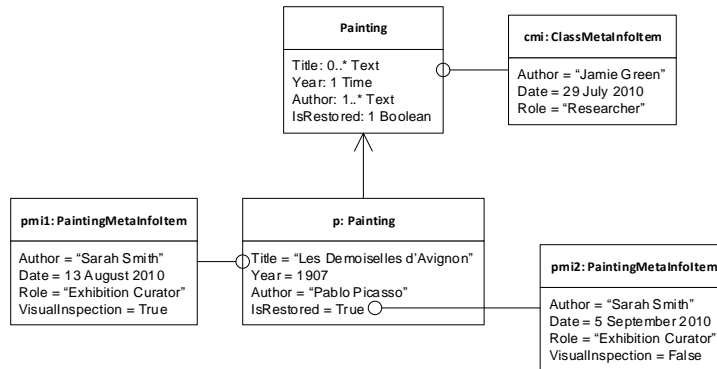 Painting
Title: 0..* Text
Year: 1 Time
Author: 1..* Text
IsRestored: 1 Boolean
cmi: ClassMetaInfoItem
Author = “Jamie Green”
Date = 29 July 2010
Role = “Researcher”
pmi1: PaintingMetaInfoItem
Author = “Sarah Smith”
Date = 13 August 2010
Role = “Exhibition Curator”
VisualInspection = True
p: Painting
Title = “Les Demoiselles d’Avignon”
Year = 1907
Author = “Pablo Picasso”
IsRestored = True
pmi2: PaintingMetaInfoItem
Author = “Sarah Smith”
Date = 5 September 2010
Role = “Exhibition Curator”
VisualInspection = False